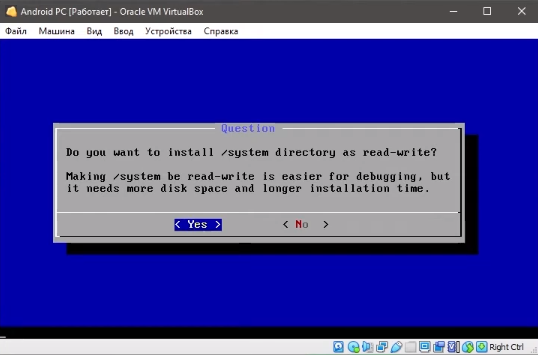 Android PC [Работает] - Oracle VM VirtualBox
Файл Машина Вид Ввод Устройства Справка
Question
Do you want to install /system directory as read-write?
Making /system be read-write is easier for debugging, but
it needs more disk space and longer installation time.
< Yes > < No >
Right Ctrl